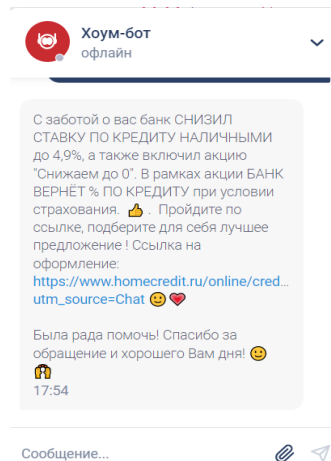 Хоум-бот
офлайн
С заботой о вас банк СНИЗИЛ
СТАВКУ ПО КРЕДИТУ НАЛИЧНЫМИ
до 4,9%, а также включил акцию
"Снижаем до 0". В рамках акции БАНК
ВЕРНЁТ % ПО КРЕДИТУ при условии
страхования. 👍 . Пройдите по
ссылке, подберите для себя лучшее
предложение ! Ссылка на
оформление:
https://www.homecredit.ru/online/cred...
utm_source=Chat 🙂 ❤️
Была рада помочь! Спасибо за
обращение и хорошего Вам дня! 🙂
17:54
Сообщение...